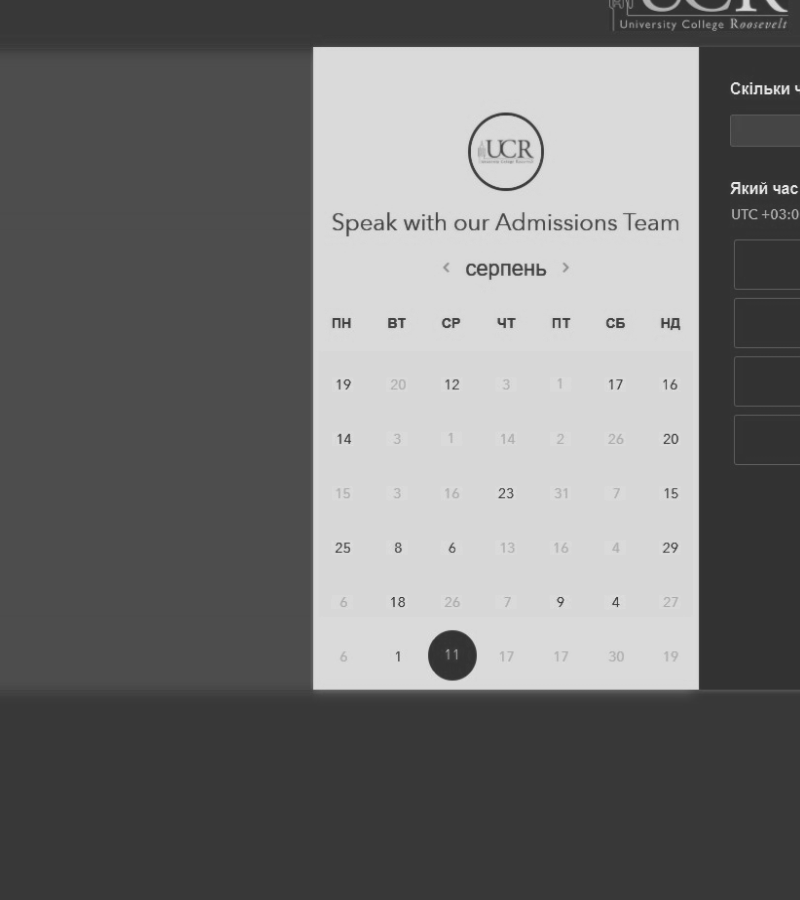 UCR
University College Roosevelt
UCR
Speak with our Admissions Team
< серпень >
ПН ВТ СР ЧТ ПТ СБ НД
19 20 12 3 1 17 16
14 3 1 14 2 26 20
15 3 16 23 31 7 15
25 8 6 13 16 4 29
6 18 26 7 9 4 27
6 1 11 17 17 30 19
Скільки ч
Який час
UTC +03:0